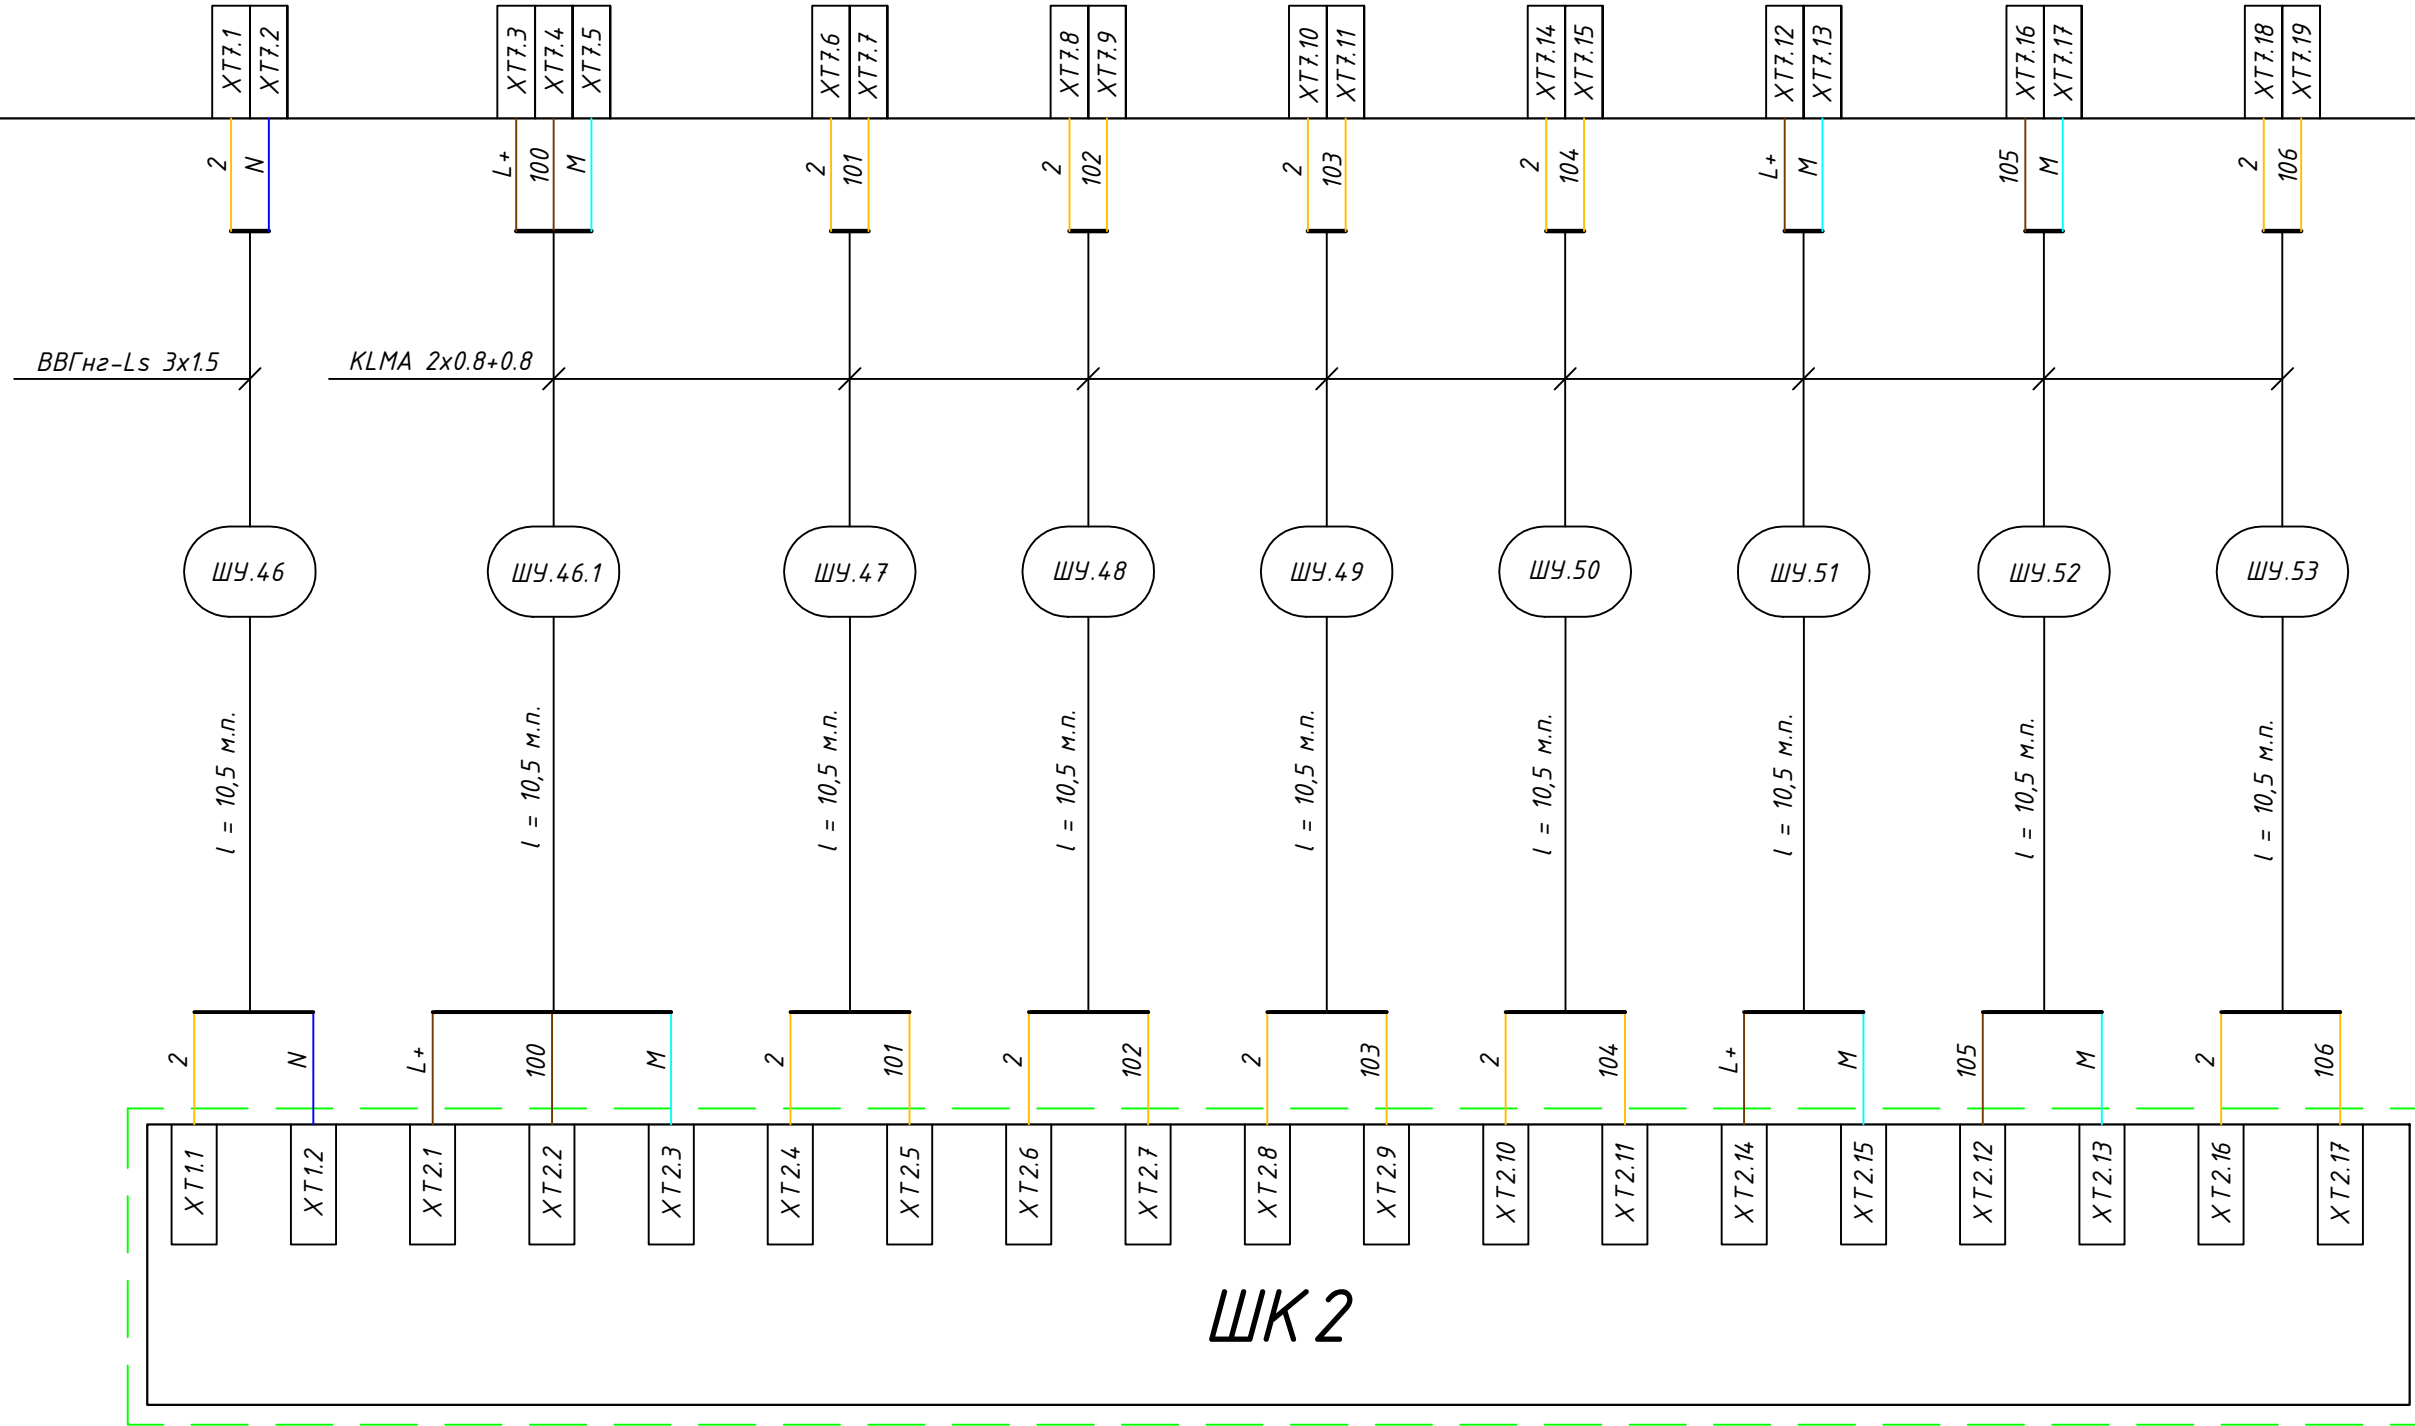 XT7.1
XT7.2
XT7.3
XT7.4
XT7.5
XT7.6
XT7.7
XT7.8
XT7.9
XT7.10
XT7.11
XT7.14
XT7.15
XT7.12
XT7.13
XT7.16
XT7.17
XT7.18
XT7.19
2
N
L+
100
M
2
101
2
102
2
103
2
104
L+
M
105
M
2
106
ВВГнг-Ls 3x1.5
KLMA 2x0.8+0.8
ШУ.46
ШУ.46.1
ШУ.47
ШУ.48
ШУ.49
ШУ.50
ШУ.51
ШУ.52
ШУ.53
l = 10,5 м.п.
l = 10,5 м.п.
l = 10,5 м.п.
l = 10,5 м.п.
l = 10,5 м.п.
l = 10,5 м.п.
l = 10,5 м.п.
l = 10,5 м.п.
l = 10,5 м.п.
2
N
L+
100
M
2
101
2
102
2
103
2
104
L+
M
105
M
2
106
XT1.1
XT1.2
XT2.1
XT2.2
XT2.3
XT2.4
XT2.5
XT2.6
XT2.7
XT2.8
XT2.9
XT2.10
XT2.11
XT2.14
XT2.15
XT2.12
XT2.13
XT2.16
XT2.17
ШК 2